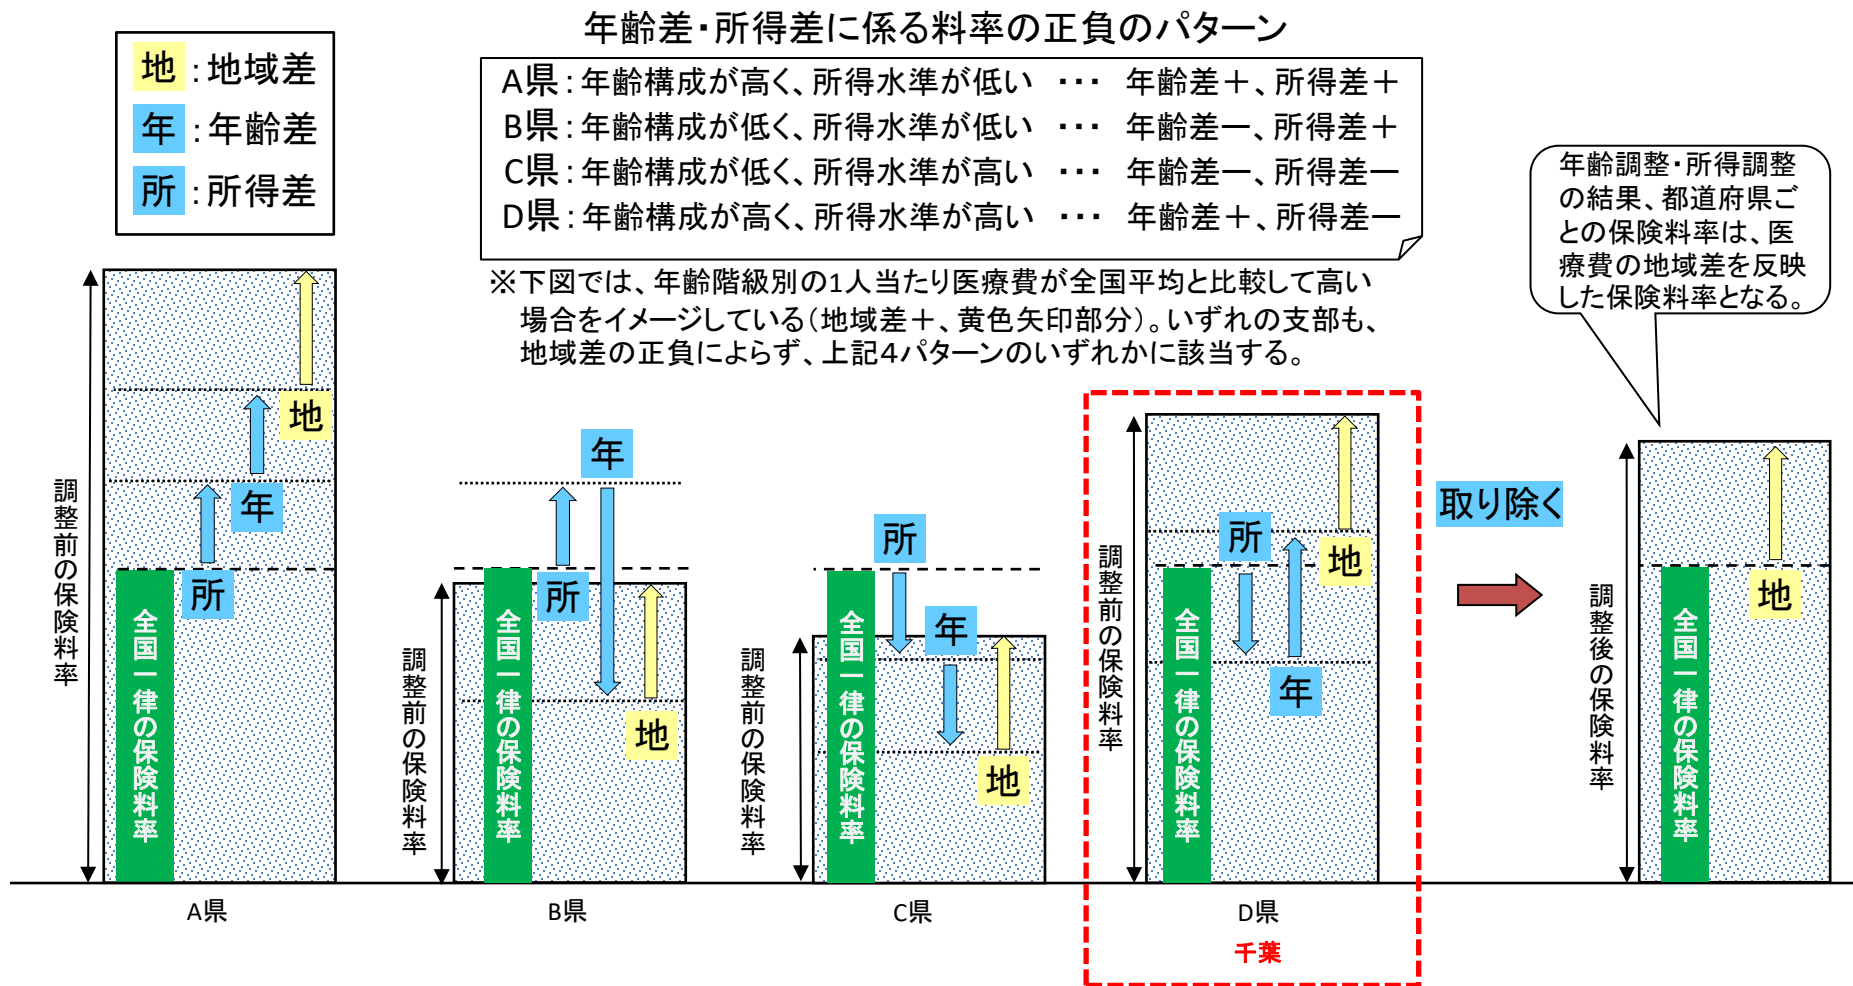 年齢差・所得差に係る料率の正負のパターン
地：地域差
年：年齢差
所：所得差
A県：年齢構成が高く、所得水準が低い ・・・ 年齢差＋、所得差＋
B県：年齢構成が低く、所得水準が低い ・・・ 年齢差－、所得差＋
C県：年齢構成が低く、所得水準が高い ・・・ 年齢差－、所得差－
D県：年齢構成が高く、所得水準が高い ・・・ 年齢差＋、所得差－
※下図では、年齢階級別の1人当たり医療費が全国平均と比較して高い
場合をイメージしている（地域差＋、黄色矢印部分）。いずれの支部も、
地域差の正負によらず、上記４パターンのいずれかに該当する。
年齢調整・所得調整
の結果、都道府県ご
との保険料率は、医
療費の地域差を反映
した保険料率となる。
調整前の保険料率
全国一律の保険料率
所
年
地
A県
調整前の保険料率
全国一律の保険料率
所
年
地
B県
調整前の保険料率
全国一律の保険料率
所
年
地
C県
調整前の保険料率
全国一律の保険料率
所
年
地
D県
千葉
取り除く
調整後の保険料率
全国一律の保険料率
地